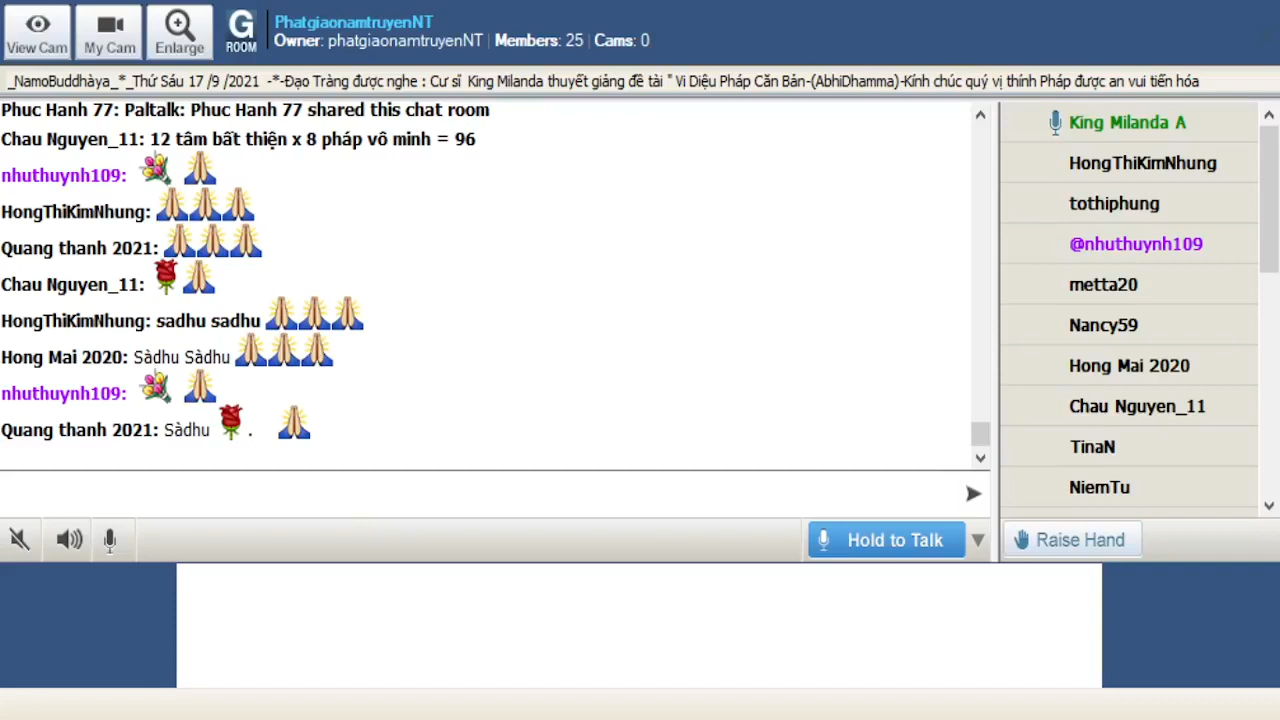 View Cam
My Cam
Enlarge
G
ROOM
PhatgiaonamtruyenNT
Owner: phatgiaonamtruyenNT | Members: 25 | Cams: 0
_NamoBuddhàya_*_Thứ Sáu 17 /9 /2021 -*-Đạo Tràng được nghe : Cư sĩ King Milanda thuyết giảng đề tài " Vi Diệu Pháp Căn Bản-(AbhiDhamma)-Kính chúc quý vị thính Pháp được an vui tiến hóa
Phuc Hanh 77: Paltalk: Phuc Hanh 77 shared this chat room
Chau Nguyen_11: 12 tâm bất thiện x 8 pháp vô minh = 96
nhuthuynh109:
HongThiKimNhung:
Quang thanh 2021:
Chau Nguyen_11:
HongThiKimNhung: sadhu sadhu
Hong Mai 2020: Sàdhu Sàdhu
nhuthuynh109:
Quang thanh 2021: Sàdhu .
King Milanda A
HongThiKimNhung
tothiphung
@nhuthuynh109
metta20
Nancy59
Hong Mai 2020
Chau Nguyen_11
TinaN
NiemTu
Hold to Talk
Raise Hand